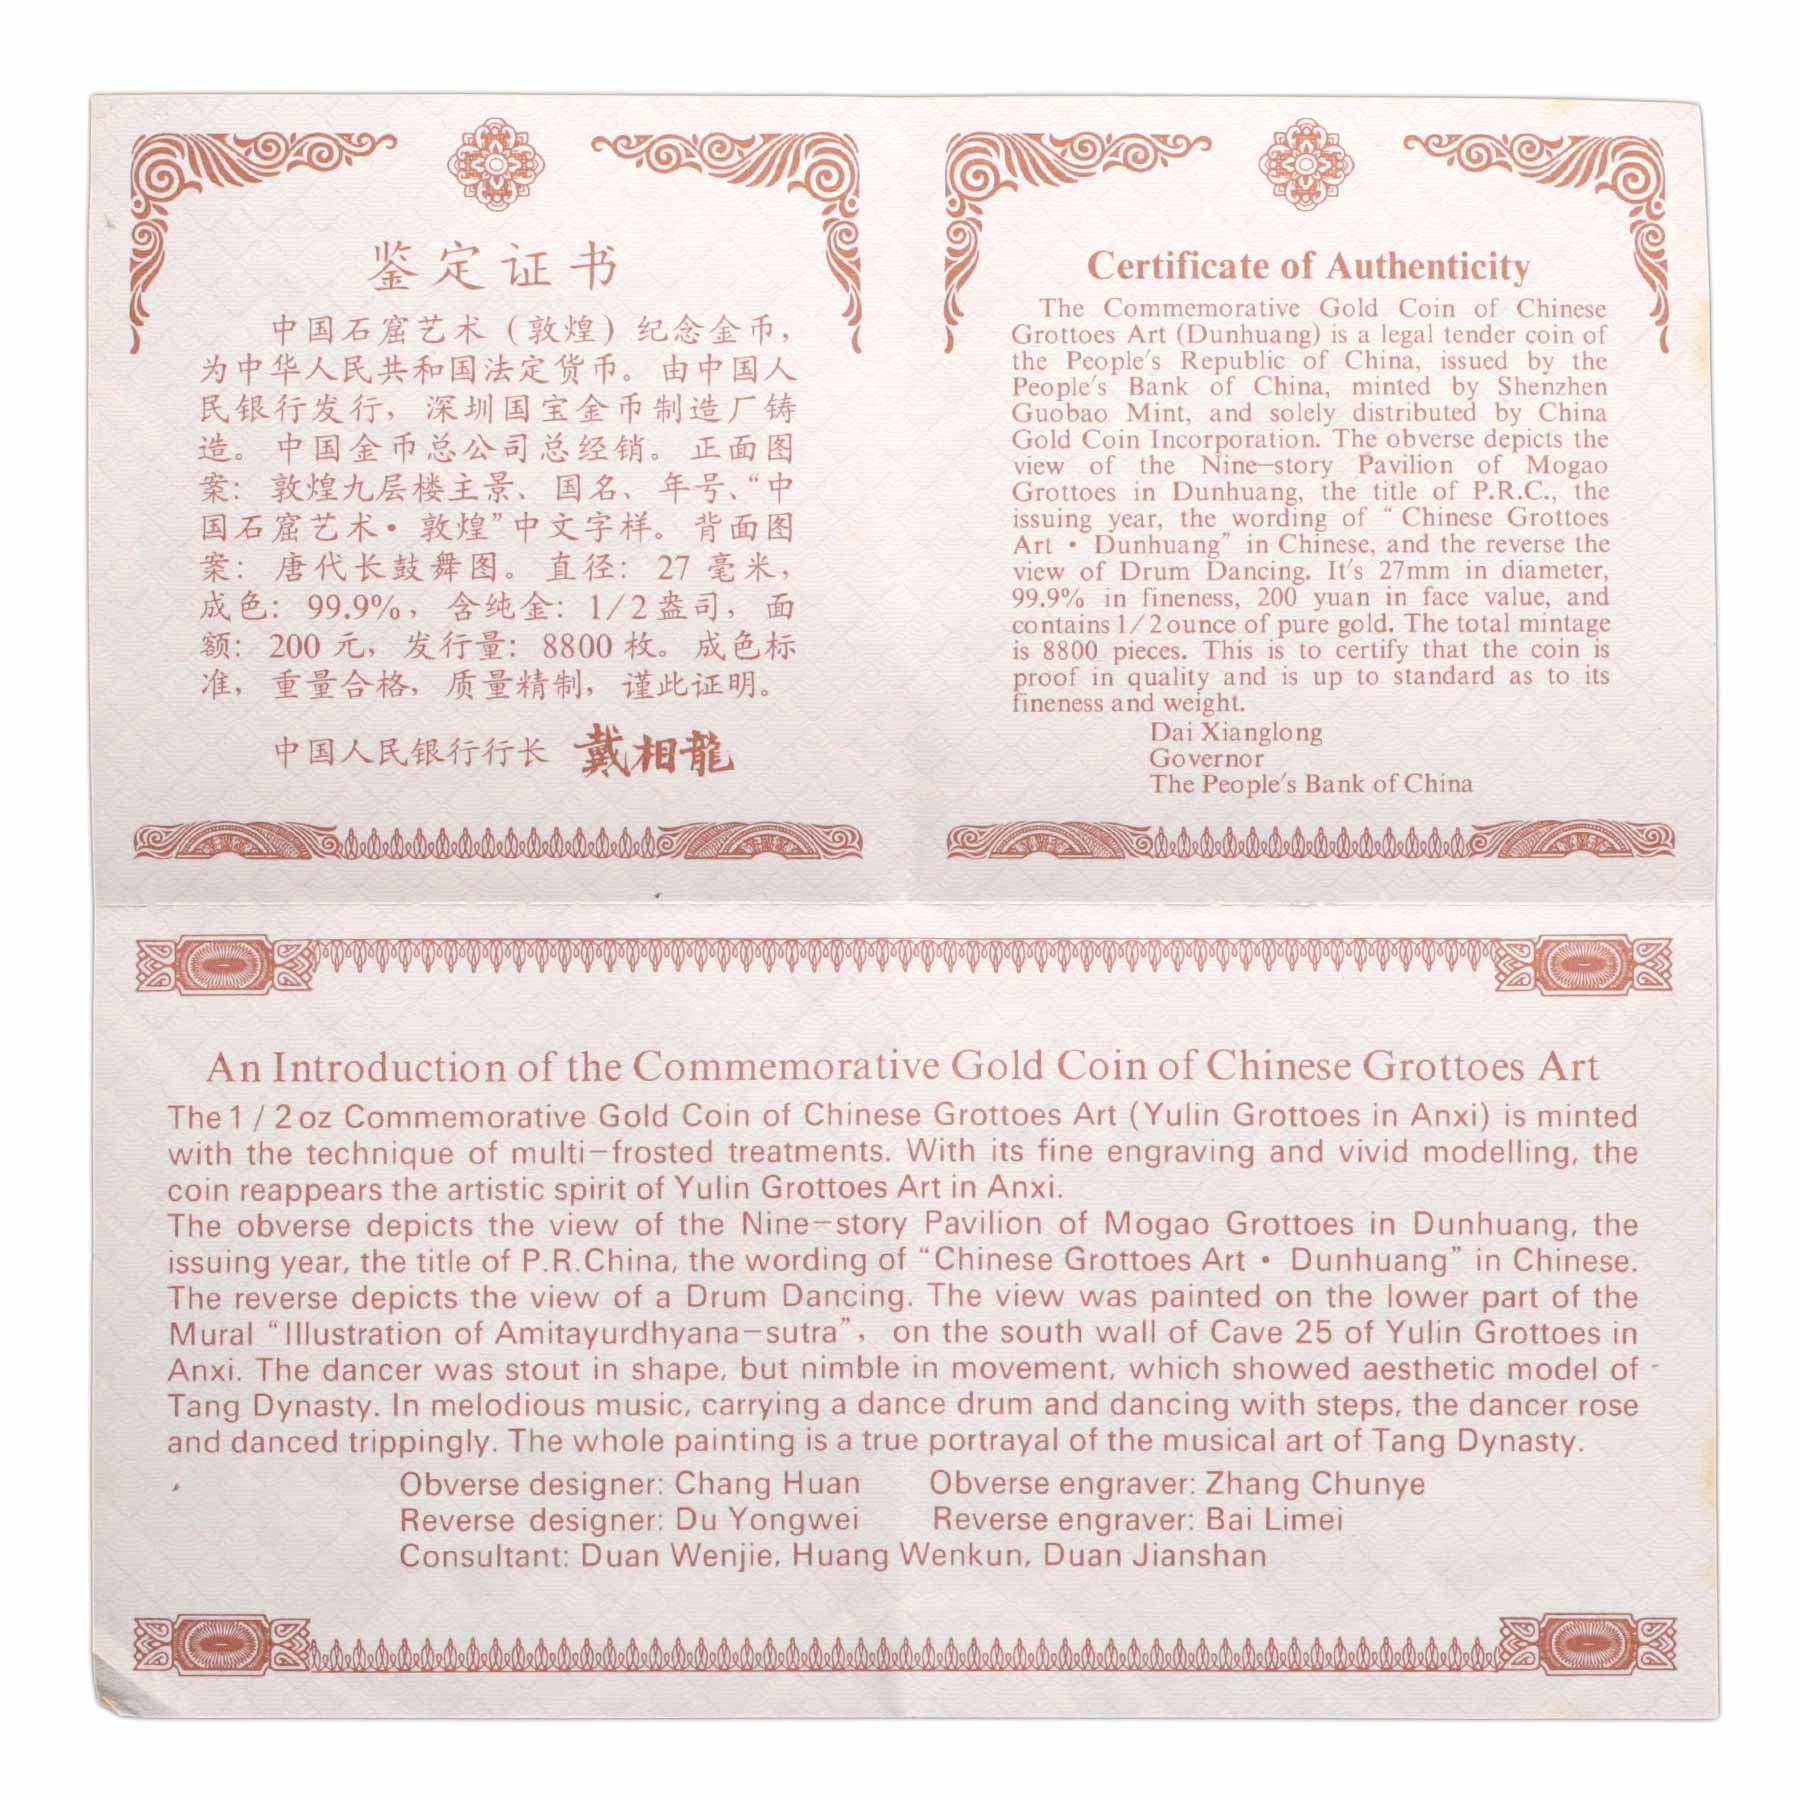 鉴定证书
中国石窟艺术（敦煌）纪念金币，
为中华人民共和国法定货币。由中国人
民银行发行，深圳国宝金币制造厂铸
造。中国金币总公司总经销。正面图
案：敦煌九层楼主景、国名、年号、“中
国石窟艺术·敦煌”中文字样。背面图
案：唐代长鼓舞图。直径：27毫米，
成色：99.9%，含纯金：1/2盎司，面
额：200元，发行量：8800枚。成色标
准，重量合格，质量精制，谨此证明。
中国人民银行行长 戴相龍
Certificate of Authenticity
The Commemorative Gold Coin of Chinese
Grottoes Art (Dunhuang) is a legal tender coin of
the People's Republic of China, issued by the
People's Bank of China, minted by Shenzhen
Guobao Mint, and solely distributed by China
Gold Coin Incorporation. The obverse depicts the
view of the Nine-story Pavilion of Mogao
Grottoes in Dunhuang, the title of P.R.C., the
issuing year, the wording of “Chinese Grottoes
Art · Dunhuang” in Chinese, and the reverse the
view of Drum Dancing. It's 27mm in diameter,
99.9% in fineness, 200 yuan in face value, and
contains 1/2 ounce of pure gold. The total mintage
is 8800 pieces. This is to certify that the coin is
proof in quality and is up to standard as to its
fineness and weight.
Dai Xianglong
Governor
The People's Bank of China
An Introduction of the Commemorative Gold Coin of Chinese Grottoes Art
The 1/2 oz Commemorative Gold Coin of Chinese Grottoes Art (Yulin Grottoes in Anxi) is minted
with the technique of multi-frosted treatments. With its fine engraving and vivid modelling, the
coin reappears the artistic spirit of Yulin Grottoes Art in Anxi.
The obverse depicts the view of the Nine-story Pavilion of Mogao Grottoes in Dunhuang, the
issuing year, the title of P.R.China, the wording of “Chinese Grottoes Art · Dunhuang” in Chinese.
The reverse depicts the view of a Drum Dancing. The view was painted on the lower part of the
Mural “Illustration of Amitayurdhyana-sutra”, on the south wall of Cave 25 of Yulin Grottoes in
Anxi. The dancer was stout in shape, but nimble in movement, which showed aesthetic model of
Tang Dynasty. In melodious music, carrying a dance drum and dancing with steps, the dancer rose
and danced trippingly. The whole painting is a true portrayal of the musical art of Tang Dynasty.
Obverse designer: Chang Huan Obverse engraver: Zhang Chunye
Reverse designer: Du Yongwei Reverse engraver: Bai Limei
Consultant: Duan Wenjie, Huang Wenkun, Duan Jianshan